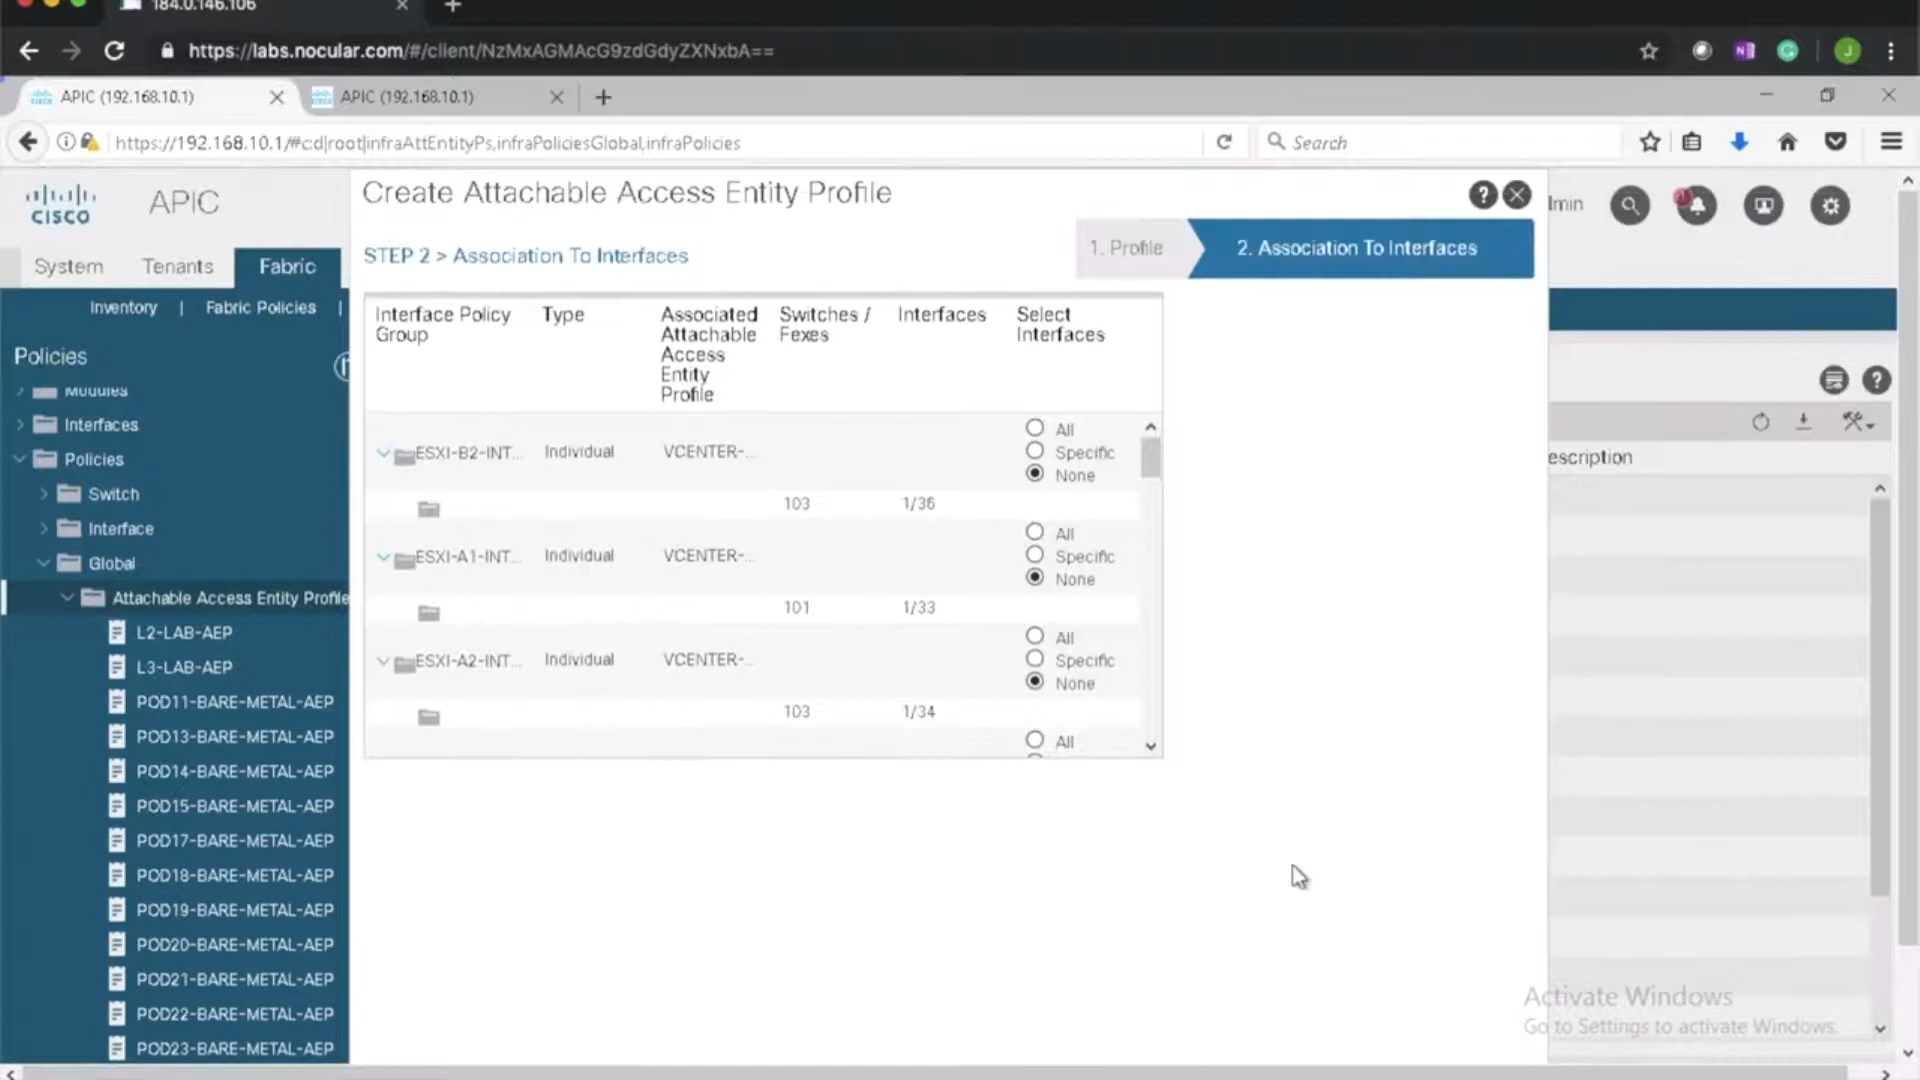 184.0.146.106
https://labs.nocular.com/#/client/NzMxAGMAcG9zdGdyZXNxbA==
N
J
APIC (192.168.10.1)
APIC (192.168.10.1)
https://192.168.10.1/#c:d|root|infraAttEntityPs,infraPoliciesGlobal,infraPolicies
Search
CISCO
APIC
System
Tenants
Fabric
Inventory | Fabric Policies |
Policies
Modules
Interfaces
Policies
Switch
Interface
Global
Attachable Access Entity Profile
L2-LAB-AEP
L3-LAB-AEP
POD11-BARE-METAL-AEP
POD13-BARE-METAL-AEP
POD14-BARE-METAL-AEP
POD15-BARE-METAL-AEP
POD17-BARE-METAL-AEP
POD18-BARE-METAL-AEP
POD19-BARE-METAL-AEP
POD20-BARE-METAL-AEP
POD21-BARE-METAL-AEP
POD22-BARE-METAL-AEP
POD23-BARE-METAL-AEP
Create Attachable Access Entity Profile
STEP 2 > Association To Interfaces
1. Profile
2. Association To Interfaces
Interface Policy Group
Type
Associated Attachable Access Entity Profile
Switches / Fexes
Interfaces
Select Interfaces
ESXI-B2-INT... Individual VCENTER-...
All
Specific
None
103 1/36
ESXI-A1-INT... Individual VCENTER-...
All
Specific
None
101 1/33
ESXI-A2-INT... Individual VCENTER-...
All
Specific
None
103 1/34
All
lmin
escription
Activate Windows
Go to Settings to activate Windows.